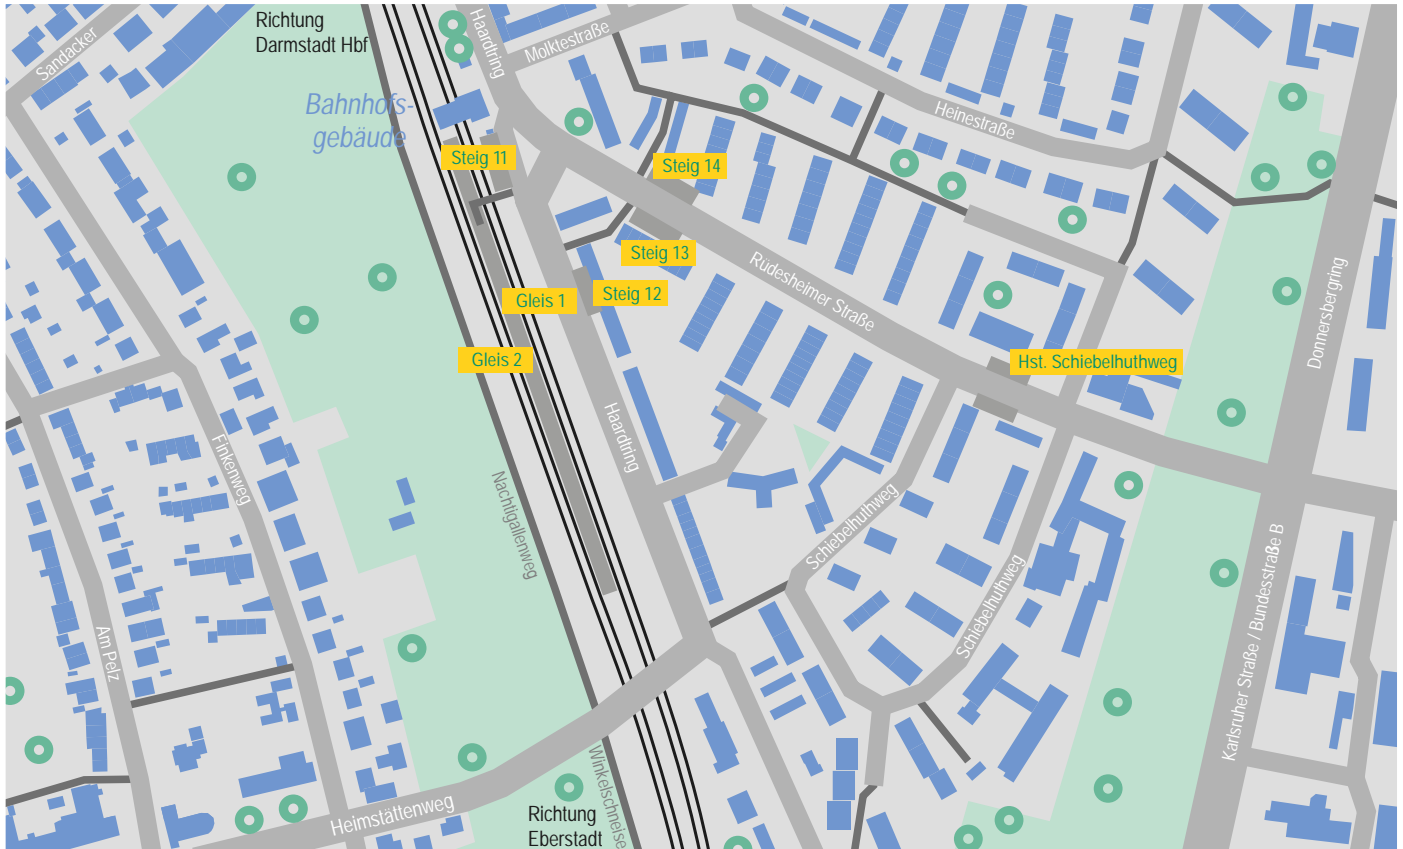 Richtung
Darmstadt Hbf
Sandacker
Haardtring
Molktestraße
Bahnhofs-
gebäude
Heinestraße
Steig 11
Steig 14
Steig 13
Steig 12
Gleis 1
Rüdesheimer Straße
Donnersbergring
Gleis 2
Hst. Schiebelhuthweg
Haardtring
Finkenweg
Nachtigallenweg
Schiebelhuthweg
Schiebelhuthweg
Am Pelz
Karlsruher Straße / Bundesstraße B
Winkelschneise
Heimstättenweg
Richtung
Eberstadt